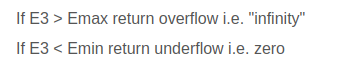 If E3 > Emax return overflow i.e. "infinity"
If E3 < Emin return underflow i.e. zero